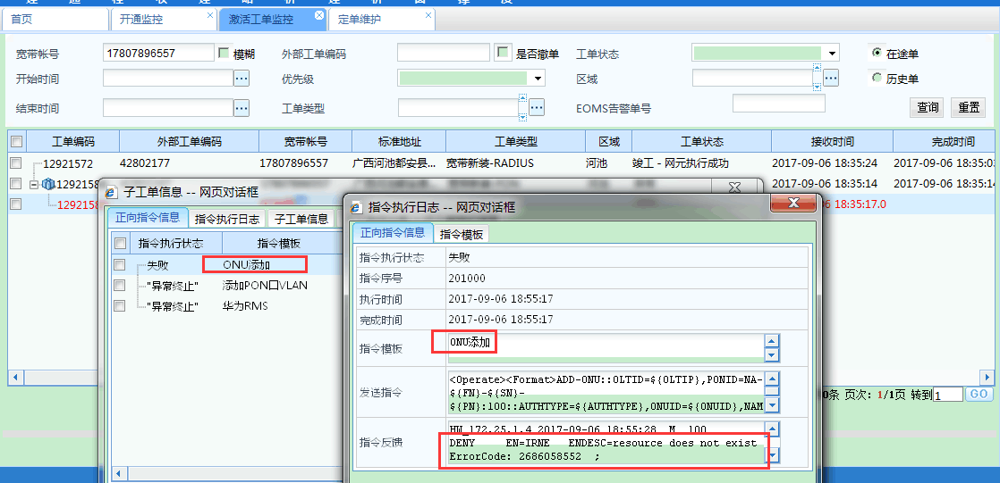 首页 开通监控 激活工单监控 定单维护
宽带帐号 17807896557 模糊 外部工单编码 是否撤单 工单状态 在途单
开始时间 优先级 区域 历史单
结束时间 工单类型 EOMS告警单号 查询 重置
工单编码 外部工单编码 宽带帐号 标准地址 工单类型 区域 工单状态 接收时间 完成时间
12921572 42802177 17807896557 广西河池都安县... 宽带新装-RADIUS 河池 竣工 - 网元执行成功 2017-09-06 18:35:24 2017-09-06 18:35:03
1292158 2017-09-06 18:35:14 2017-09-06 18:35:14
1292158 2017-09-06 18:35:17.0
子工单信息 -- 网页对话框
正向指令信息 指令执行日志 子工单信息
指令执行状态 指令模板
失败 ONU添加
"异常终止" 添加PON口VLAN
"异常终止" 华为RMS
指令执行日志 -- 网页对话框
正向指令信息 指令模板
指令执行状态 失败
指令序号 201000
执行时间 2017-09-06 18:55:17
完成时间 2017-09-06 18:55:17
指令模板 ONU添加
发送指令 <Operate><Format>ADD-ONU::OLTID=${OLTIP},PONID=NA-
${FN}-${SN}-
${PN}:100::AUTHTYPE=${AUTHTYPE},ONUID=${ONUID},NAM
指令反馈 HW_172.25.1.4 2017-09-06 18:55:28 M 100
DENY EN=IRNE ENDESC=resource does not exist
ErrorCode: 2686058552 ;
0条 页次: 1/1页 转到 1 GO